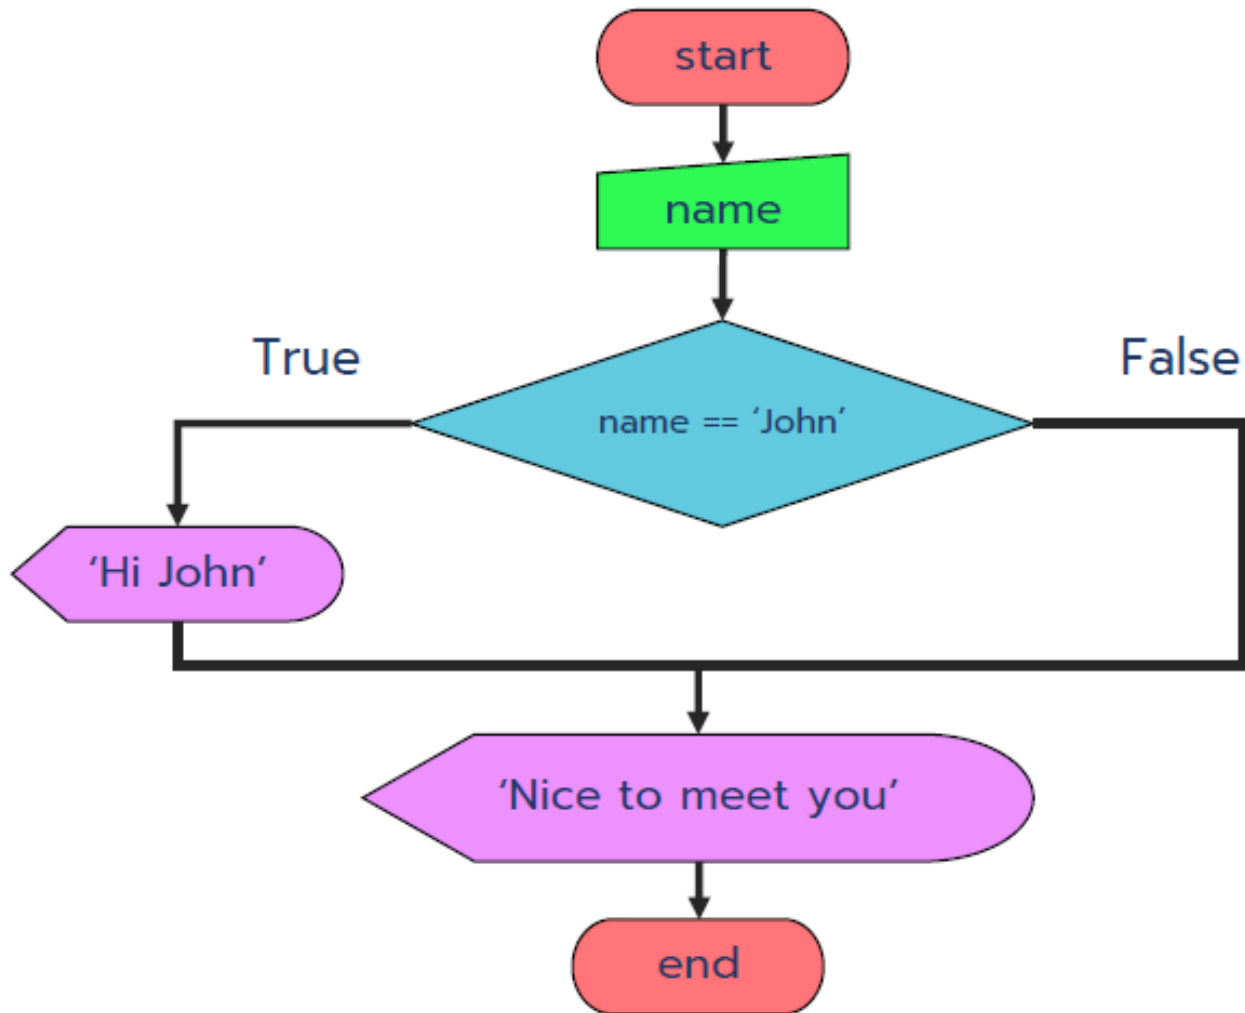 start
name
True
False
name == ‘John’
‘Hi John’
‘Nice to meet you’
end